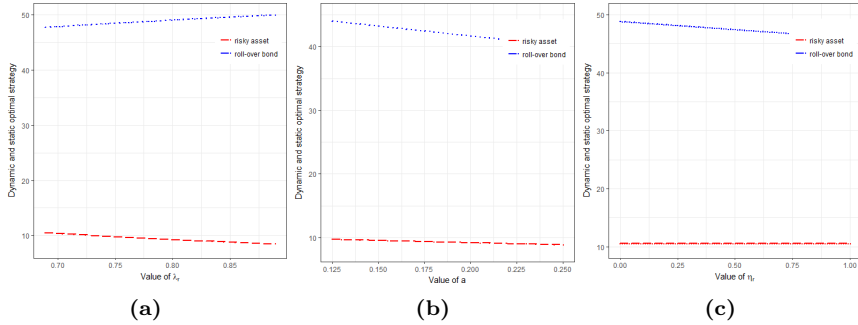 Dynamic and static optimal strategy
50
40
30
20
10
risky asset
roll-over bond
0.70
0.75
0.80
0.85
Value of λr
(a)
Dynamic and static optimal strategy
40
30
20
10
risky asset
roll-over bond
0.125
0.150
0.175
0.200
0.225
0.250
Value of a
(b)
Dynamic and static optimal strategy
50
40
30
20
10
risky asset
roll-over bond
0.00
0.25
0.50
0.75
1.00
Value of ηr
(c)